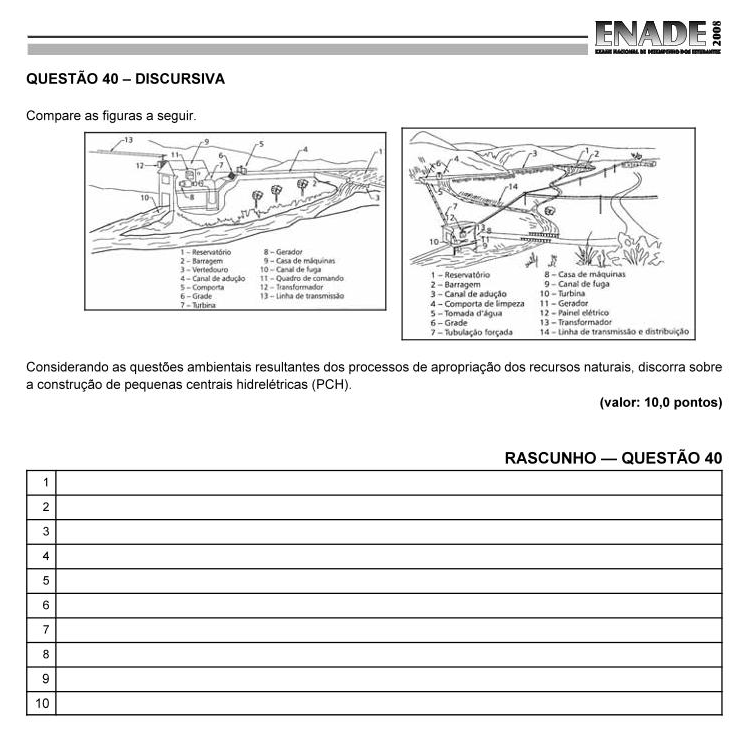 ENADE 2008
EXAME NACIONAL DE DESEMPENHO DOS ESTUDANTES
QUESTÃO 40 – DISCURSIVA
Compare as figuras a seguir.
13
9
11
6
5
4
1
12
7
10
8
2
3
1 – Reservatório
2 – Barragem
3 – Vertedouro
4 – Canal de adução
5 – Comporta
6 – Grade
7 – Turbina
8 – Gerador
9 – Casa de máquinas
10 – Canal de fuga
11 – Quadro de comando
12 – Transformador
13 – Linha de transmissão
6
4
3
1
2
5
14
7
12
13
8
10
11
9
1 – Reservatório
2 – Barragem
3 – Canal de adução
4 – Comporta de limpeza
5 – Tomada d'água
6 – Grade
7 – Tubulação forçada
8 – Casa de máquinas
9 – Canal de fuga
10 – Turbina
11 – Gerador
12 – Painel elétrico
13 – Transformador
14 – Linha de transmissão e distribuição
Considerando as questões ambientais resultantes dos processos de apropriação dos recursos naturais, discorra sobre
a construção de pequenas centrais hidrelétricas (PCH).
(valor: 10,0 pontos)
RASCUNHO — QUESTÃO 40
1
2
3
4
5
6
7
8
9
10